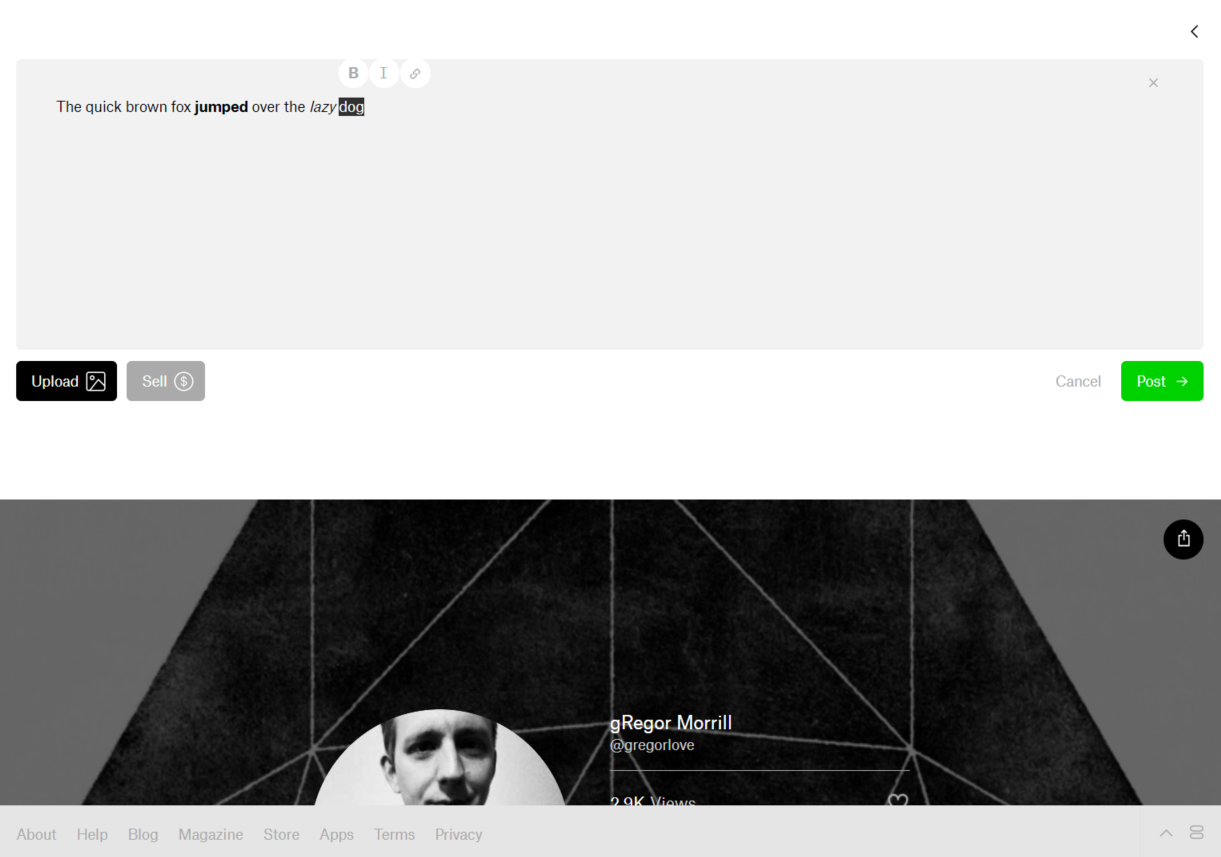 B I
The quick brown fox jumped over the lazy dog
Upload Sell $ Cancel Post
gRegor Morrill
@gregorlove
2.9K Views
About Help Blog Magazine Store Apps Terms Privacy